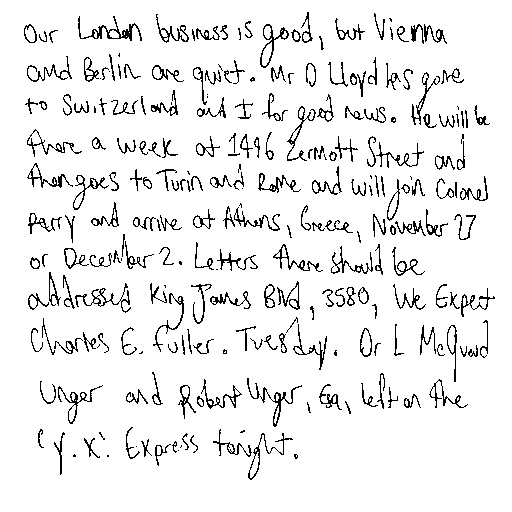 Our London business is good, but Vienna
and Berlin are quiet. Mr D Lloyd has gone
to Switzerland and I for good news. He will be
there a week at 1496 Zermott Street and
then goes to Turin and Rome and will join Colonel
Parry and arrive at Athens, Greece, November 27
or December 2. Letters there should be
addressed King James Blvd, 3580, We Expect
Charles E. Fuller. Tuesday. Dr L McQuaid
Unger and Robert Unger, Esq, left on the
'Y. X'. Express tonight.